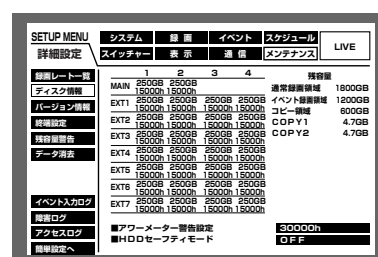 SETUP MENU
詳細設定
システム 録画 イベント スケジュール
スイッチャー 表示 通信 メンテナンス
LIVE
録画レート一覧
ディスク情報
バージョン情報
終端設定
残容量警告
データ消去
イベント入力ログ
障害ログ
アクセスログ
簡単設定へ
1 2 3 4
MAIN 250GB 250GB
15000h 15000h
EXT1 250GB 250GB 250GB 250GB
15000h 15000h 15000h 15000h
EXT2 250GB 250GB 250GB 250GB
15000h 15000h 15000h 15000h
EXT3 250GB 250GB 250GB 250GB
15000h 15000h 15000h 15000h
EXT4 250GB 250GB 250GB 250GB
15000h 15000h 15000h 15000h
EXT5 250GB 250GB 250GB 250GB
15000h 15000h 15000h 15000h
EXT6 250GB 250GB 250GB 250GB
15000h 15000h 15000h 15000h
EXT7 250GB 250GB 250GB 250GB
15000h 15000h 15000h 15000h
残容量
通常録画領域 1800GB
イベント録画領域 1200GB
コピー領域 600GB
COPY1 4.7GB
COPY2 4.7GB
■アワーメーター警告設定 30000h
■HDDセーフティモード OFF